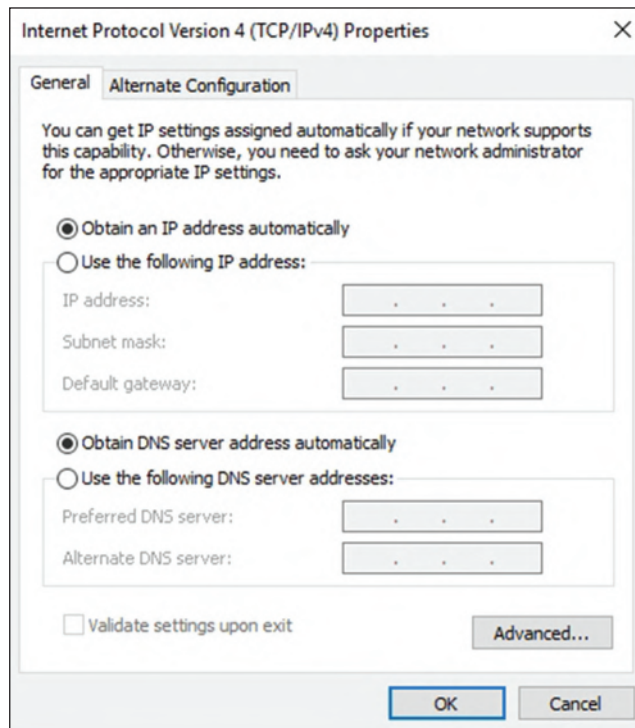 Internet Protocol Version 4 (TCP/IPv4) Properties
General
Alternate Configuration
You can get IP settings assigned automatically if your network supports
this capability. Otherwise, you need to ask your network administrator
for the appropriate IP settings.
Obtain an IP address automatically
Use the following IP address:
IP address:
Subnet mask:
Default gateway:
Obtain DNS server address automatically
Use the following DNS server addresses:
Preferred DNS server:
Alternate DNS server:
Validate settings upon exit
Advanced...
OK
Cancel